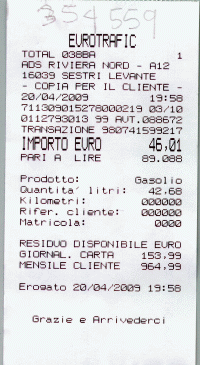 354559
EUROTRAFIC
TOTAL 038BA 1
ADS RIVIERA NORD - A12
16039 SESTRI LEVANTE
- COPIA PER IL CLIENTE -
20/04/2009 19:58
7113090152780000219 03/10
0112793013 99 AUT.088672
TRANSAZIONE 980741599217
IMPORTO EURO 46,01
PARI A LIRE 89.088
Prodotto: Gasolio
Quantita' litri: 42,68
Kilometri: 000000
Rifer. cliente: 000000
Matricola: 0000
RESIDUO DISPONIBILE EURO
GIORNAL. CARTA 153,99
MENSILE CLIENTE 964,99
Erogato 20/04/2009 19:58
Grazie e Arrivederci